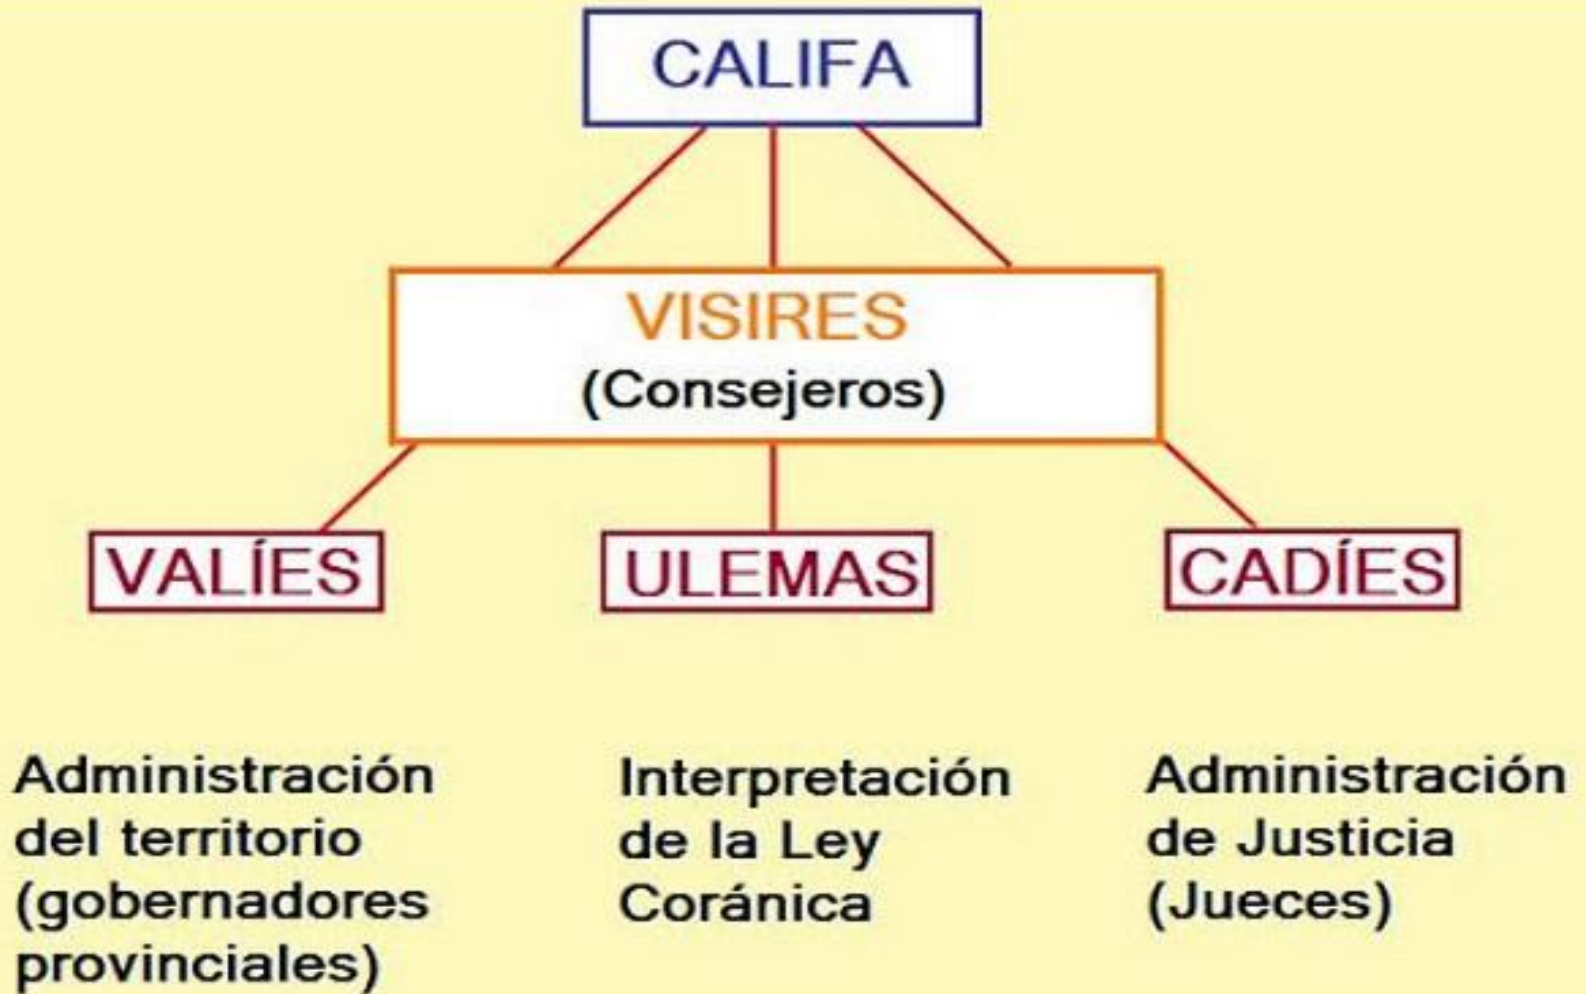 CALIFA
VISIRES
(Consejeros)
VALÍES
ULEMAS
CADÍES
Administración
del territorio
(gobernadores
provinciales)
Interpretación
de la Ley
Coránica
Administración
de Justicia
(Jueces)